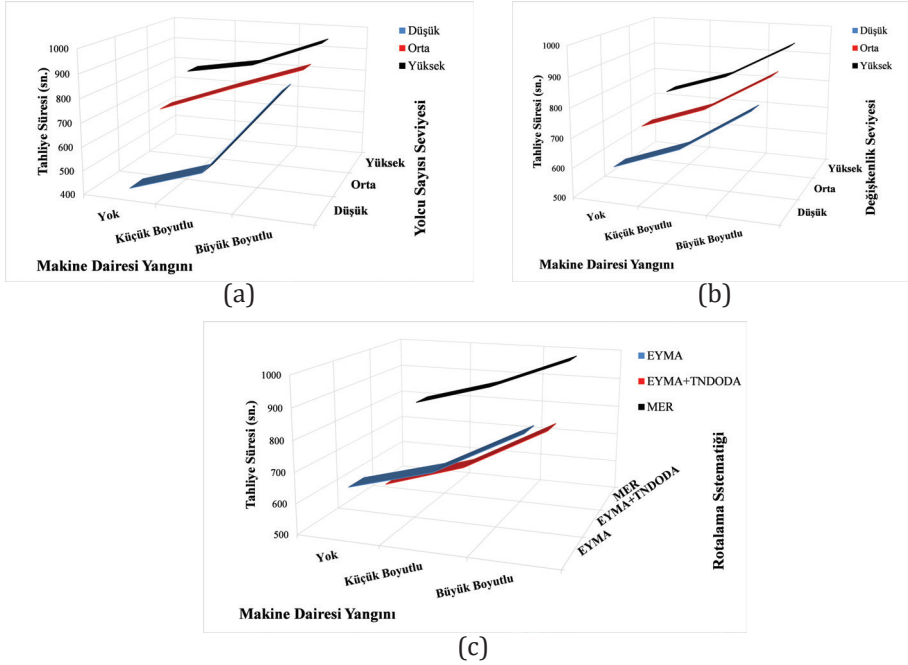 1000
900
800
700
600
500
400
Tahliye Süresi (sn.)
Düşük
Orta
Yüksek
Yok
Küçük Boyutlu
Büyük Boyutlu
Makine Dairesi Yangını
Yüksek
Orta
Düşük
Yolcu Sayısı Seviyesi
(a)
1000
900
800
700
600
500
Tahliye Süresi (sn.)
Düşük
Orta
Yüksek
Yok
Küçük Boyutlu
Büyük Boyutlu
Makine Dairesi Yangını
Yüksek
Orta
Düşük
Değişkenlik Seviyesi
(b)
1000
900
800
700
600
500
Tahliye Süresi (sn.)
EYMA
EYMA+TNDODA
MER
Yok
Küçük Boyutlu
Büyük Boyutlu
Makine Dairesi Yangını
MER
EYMA+TNDODA
EYMA
Rotalama Sstematiği
(c)